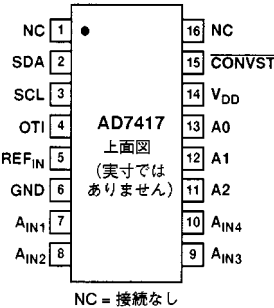 NC 1 16 NC
SDA 2 15 CONVST
SCL 3 14 VDD
OTI 4 AD7417 13 A0
上面図
REFIN 5 (実寸では 12 A1
GND 6 ありません) 11 A2
AIN1 7 10 AIN4
AIN2 8 9 AIN3
NC = 接続なし